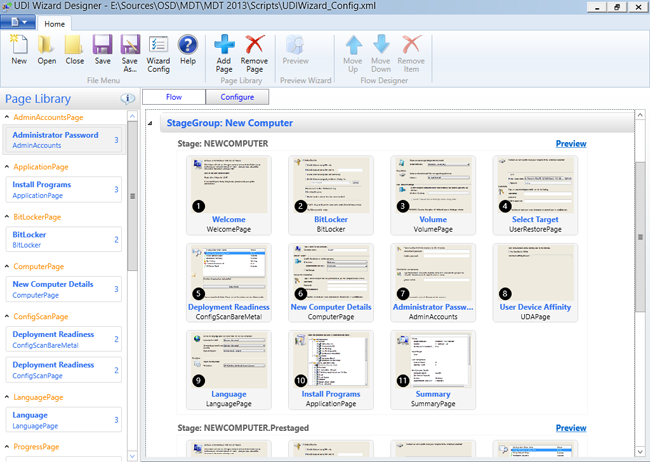 UDI Wizard Designer - E:\Sources\OSD\MDT\MDT 2013\Scripts\UDIWizard_Config.xml
Home
New
Open
Close
Save
Save As...
Wizard Config
Help
Add Page
Remove Page
Preview
Move Up
Move Down
Remove Item
File Menu
Page Library
Preview Wizard
Flow Designer
Page Library
AdminAccountsPage
Administrator Password 3
AdminAccounts
ApplicationPage
Install Programs 3
ApplicationPage
BitLockerPage
BitLocker 2
BitLocker
ComputerPage
New Computer Details 3
ComputerPage
ConfigScanPage
Deployment Readiness 2
ConfigScanBareMetal
Deployment Readiness 2
ConfigScanPage
LanguagePage
Language 3
LanguagePage
ProgressPage
Flow
Configure
StageGroup: New Computer
Stage: NEWCOMPUTER
Preview
1
Welcome
WelcomePage
2
BitLocker
BitLocker
3
Volume
VolumePage
4
Select Target
UserRestorePage
5
Deployment Readiness
ConfigScanBareMetal
6
New Computer Details
ComputerPage
7
Administrator Passw...
AdminAccounts
8
User Device Affinity
UDAPage
9
Language
LanguagePage
10
Install Programs
ApplicationPage
11
Summary
SummaryPage
Stage: NEWCOMPUTER.Prestaged
Preview